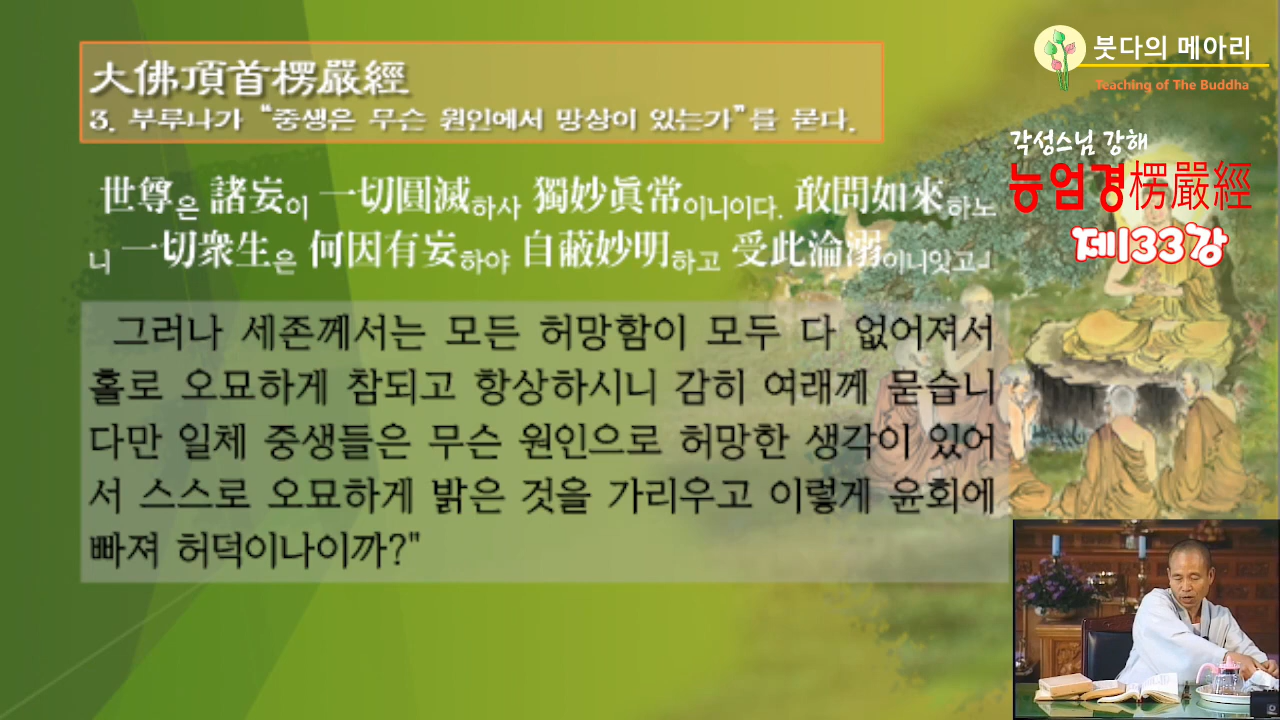 大佛頂首楞嚴經
3. 부루나가 “중생은 무슨 원인에서 망상이 있는가”를 묻다.
世尊은 諸妄이 一切圓滅하사 獨妙眞常이니이다. 敢問如來하노
니 一切衆生은 何因有妄하야 自蔽妙明하고 受此淪溺이니잇고」
그러나 세존께서는 모든 허망함이 모두 다 없어져서
홀로 오묘하게 참되고 항상하시니 감히 여래께 묻습니
다만 일체 중생들은 무슨 원인으로 허망한 생각이 있어
서 스스로 오묘하게 밝은 것을 가리우고 이렇게 윤회에
빠져 허덕이나이까?"
붓다의 메아리
Teaching of The Buddha
각성스님 강해
능엄경楞嚴經
제133강